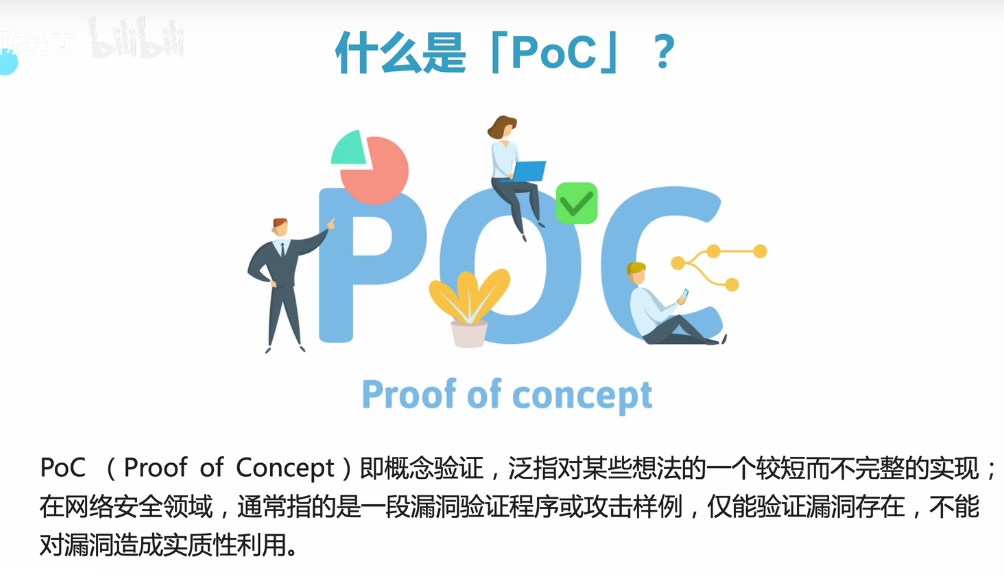 bilibili
什么是「PoC」？
POC
Proof of concept
PoC （Proof of Concept）即概念验证，泛指对某些想法的一个较短而不完整的实现；
在网络安全领域，通常指的是一段漏洞验证程序或攻击样例，仅能验证漏洞存在，不能
对漏洞造成实质性利用。